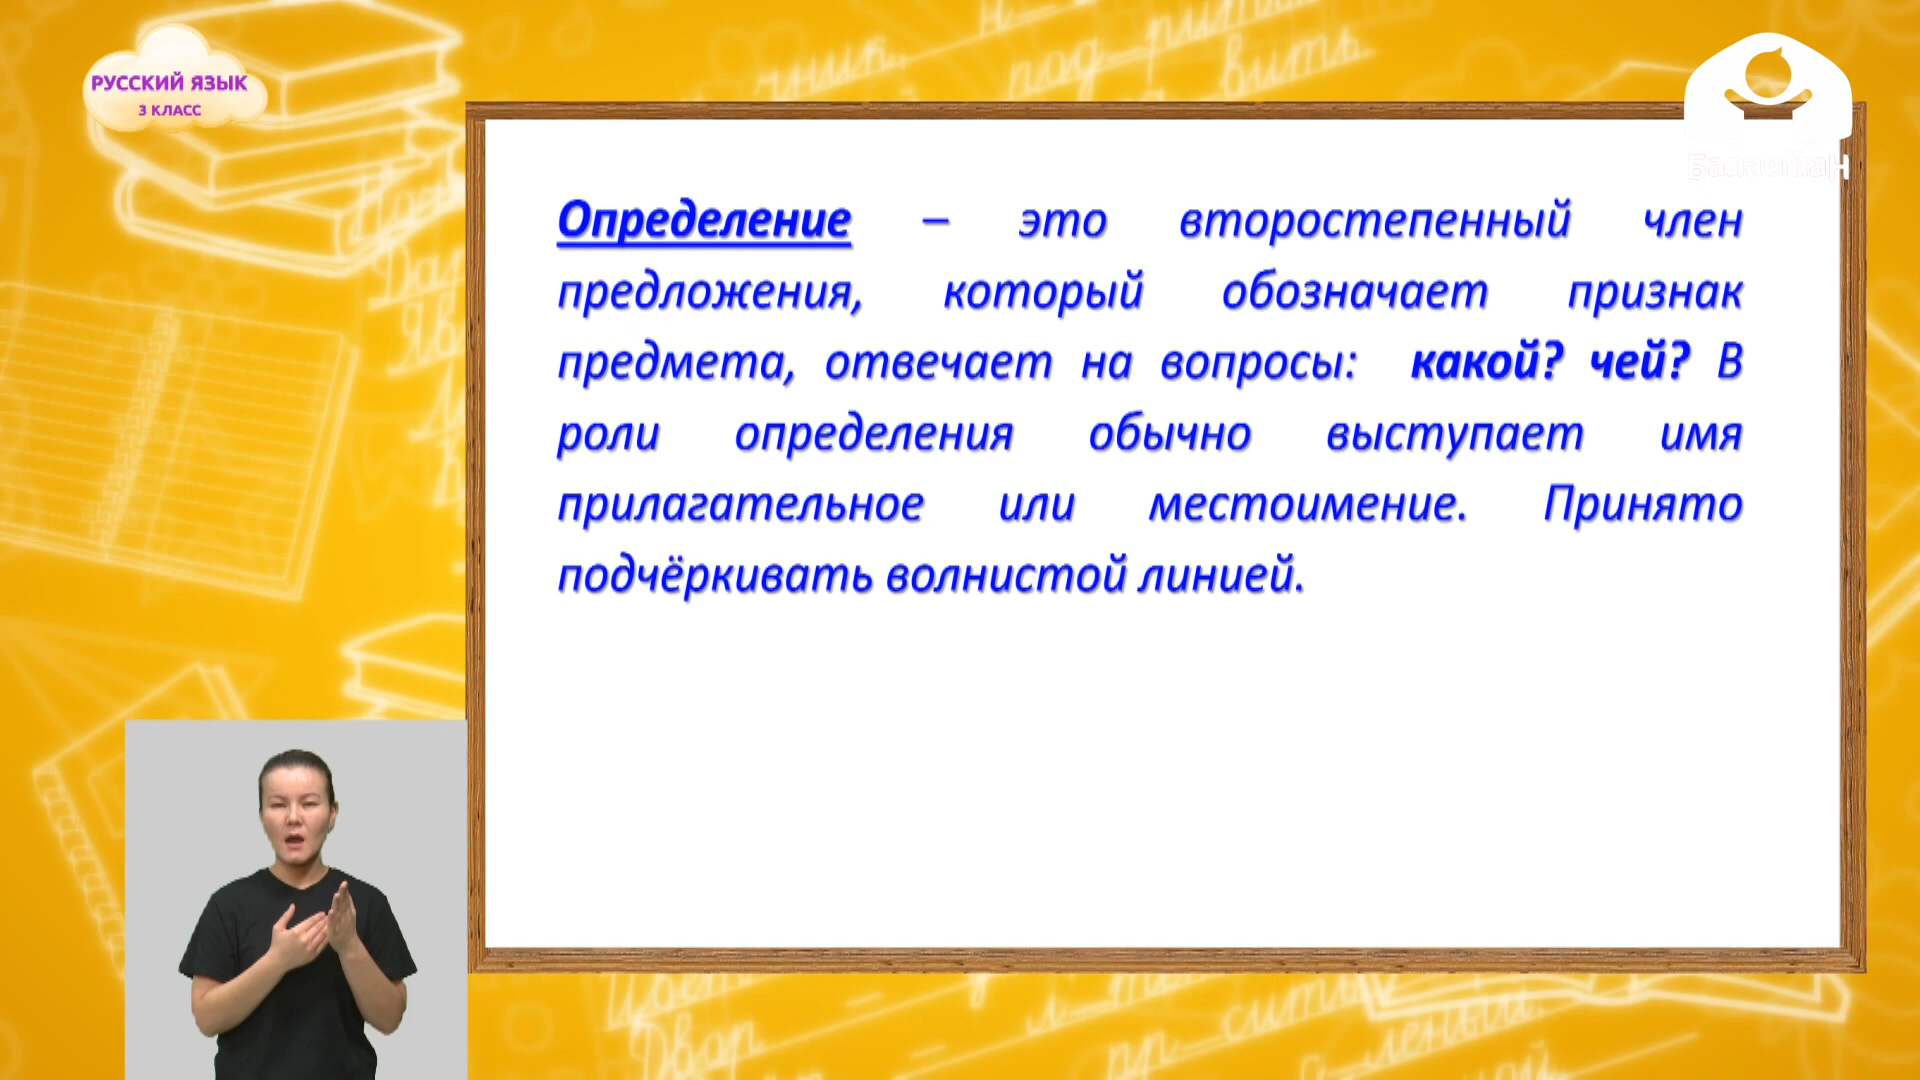 РУССКИЙ ЯЗЫК
3 КЛАСС
Баластан
Определение – это второстепенный член
предложения, который обозначает признак
предмета, отвечает на вопросы: какой? чей? В
роли определения обычно выступает имя
прилагательное или местоимение. Принято
подчёркивать волнистой линией.